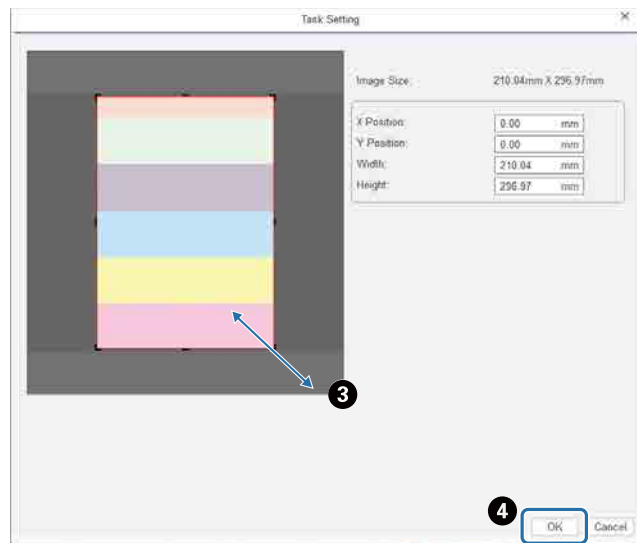 Task Setting
Image Size: 210.04mm X 296.97mm
X Position: 0.00 mm
Y Position: 0.00 mm
Width: 210.04 mm
Height: 296.97 mm
3
4
OK Cancel